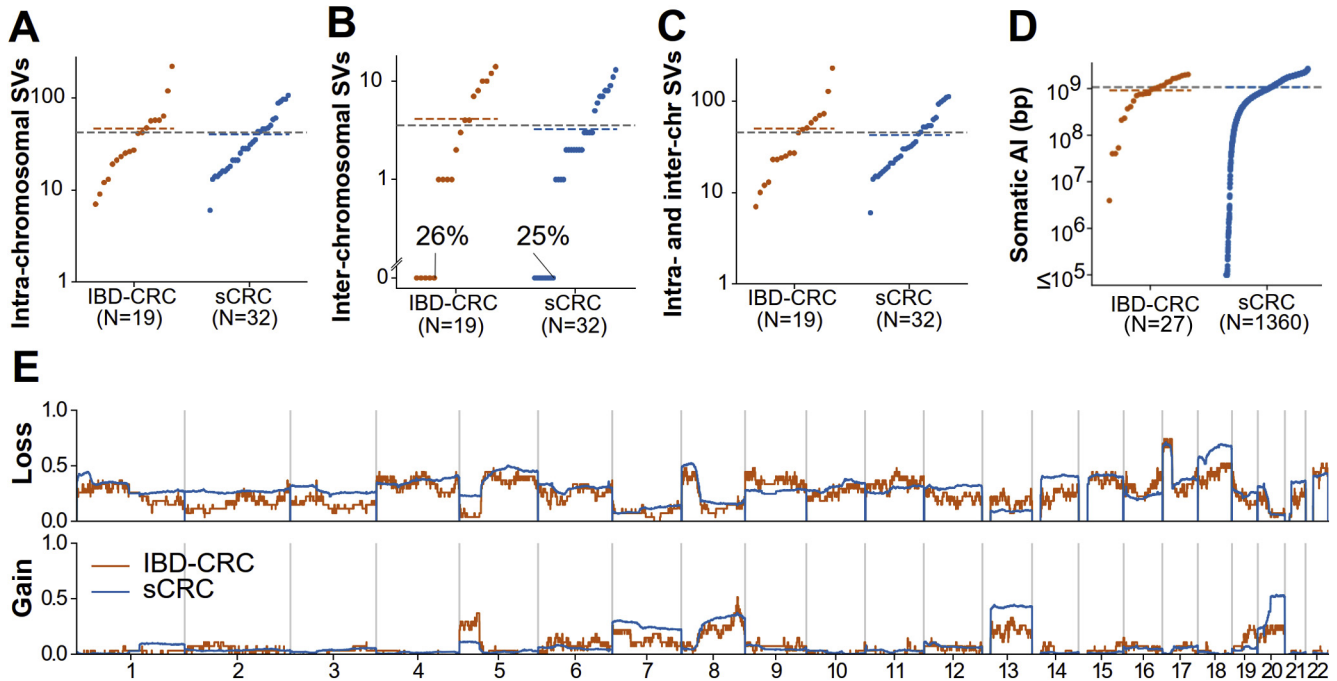 A
Intra-chromosomal SVs
100
10
1
IBD-CRC
(N=19)
sCRC
(N=32)
B
Inter-chromosomal SVs
10
1
0
26%
25%
IBD-CRC
(N=19)
sCRC
(N=32)
C
Intra- and inter-chr SVs
100
10
1
IBD-CRC
(N=19)
sCRC
(N=32)
D
Somatic AI (bp)
10⁹
10⁸
10⁷
10⁶
≤10⁵
IBD-CRC
(N=27)
sCRC
(N=1360)
E
Loss
1.0
0.5
0.0
Gain
1.0
0.5
0.0
IBD-CRC
sCRC
1 2 3 4 5 6 7 8 9 10 11 12 13 14 15 16 17 18 19 20 21 22